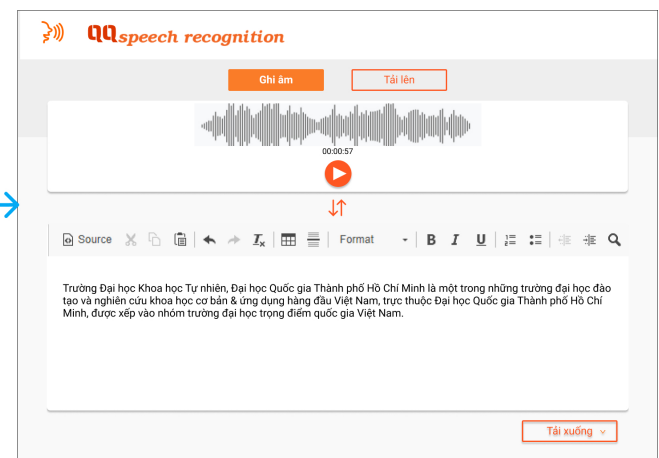 QQ speech recognition
Ghi âm
Tải lên
00:00:57
Source
Format
B I U
Trường Đại học Khoa học Tự nhiên, Đại học Quốc gia Thành phố Hồ Chí Minh là một trong những trường đại học đào
tạo và nghiên cứu khoa học cơ bản & ứng dụng hàng đầu Việt Nam, trực thuộc Đại học Quốc gia Thành phố Hồ Chí
Minh, được xếp vào nhóm trường đại học trọng điểm quốc gia Việt Nam.
Tải xuống